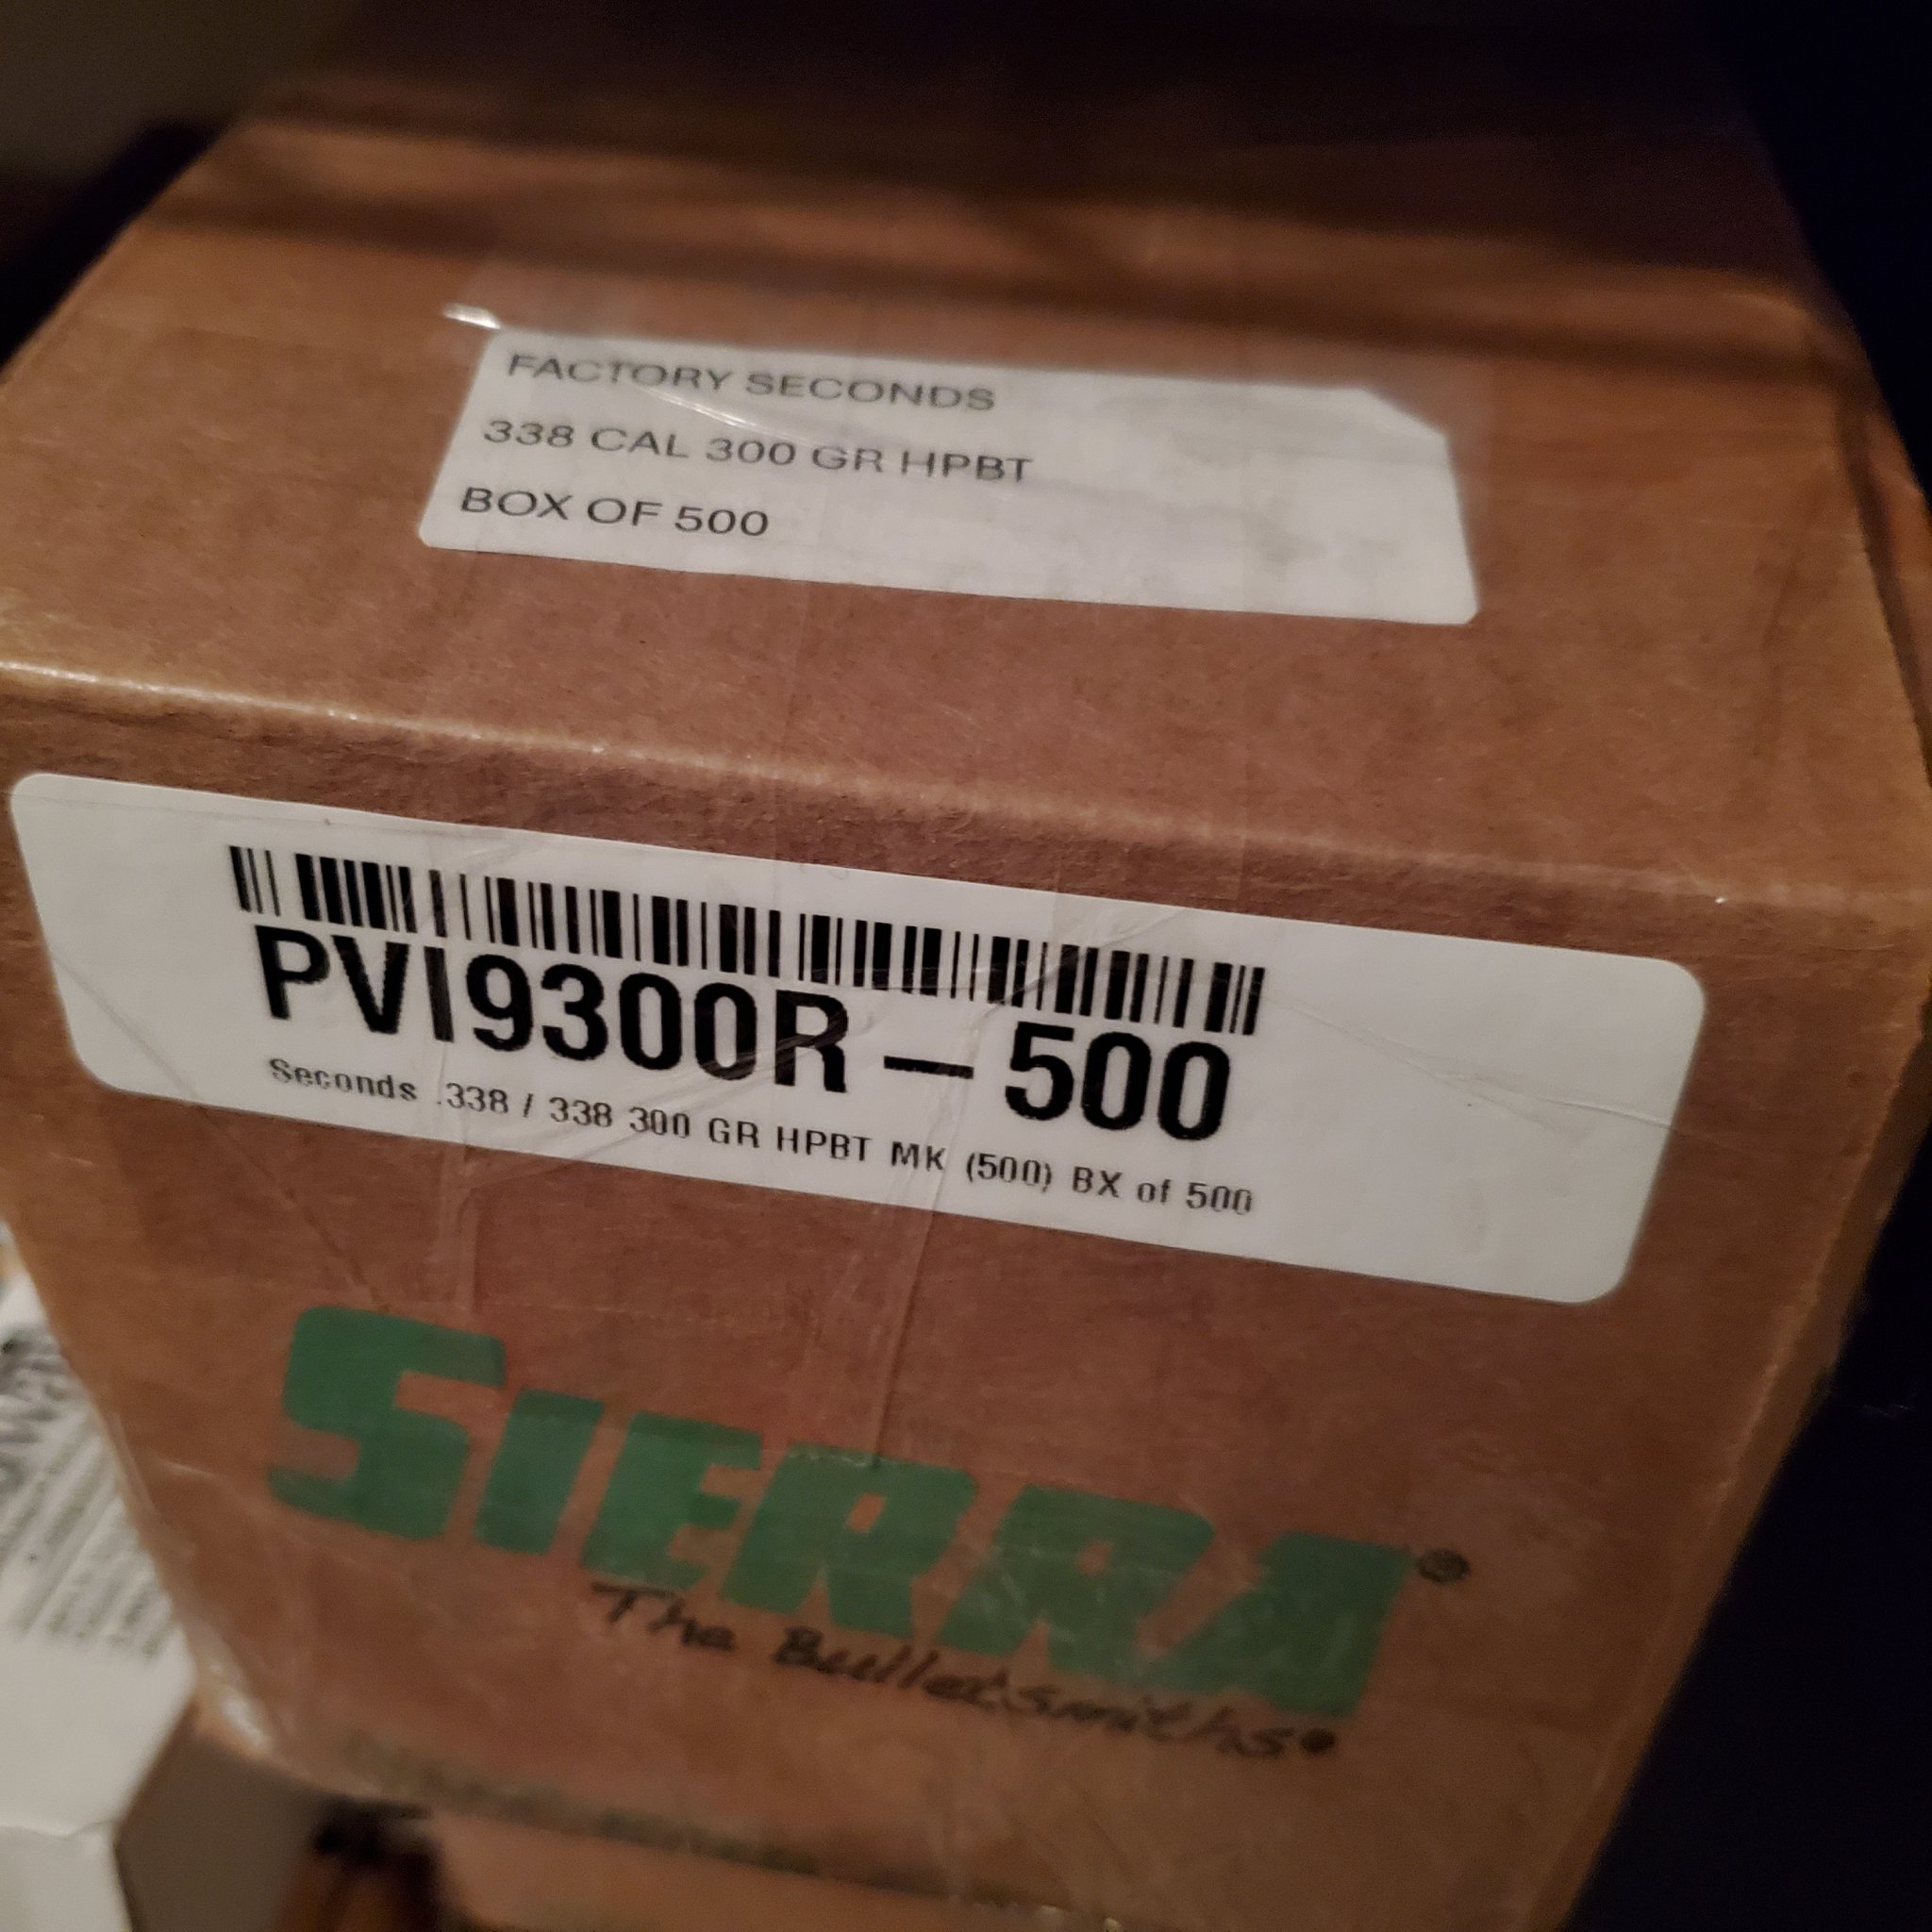 FACTORY SECONDS
338 CAL 300 GR HPBT
BOX OF 500
PVI9300R-500
Seconds .338 / 338 300 GR HPBT MK (500) BX of 500
SIERRA®
The Bulletsmiths®